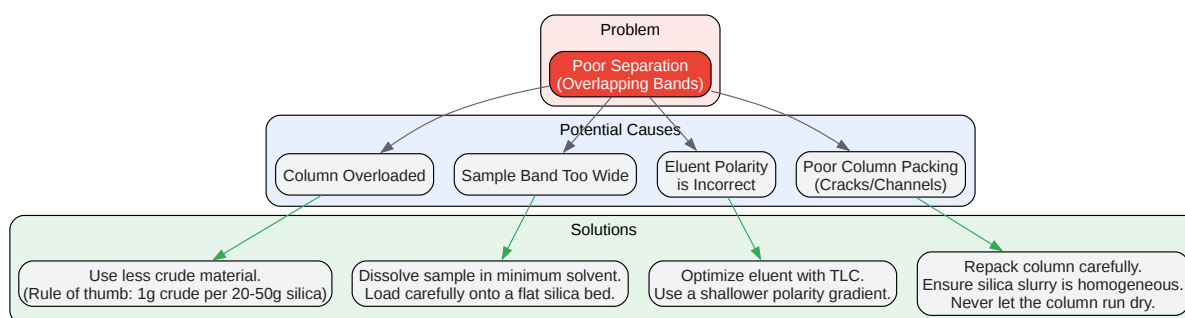 Problem
Poor Separation
(Overlapping Bands)
Potential Causes
Column Overloaded
Sample Band Too Wide
Eluent Polarity
is Incorrect
Poor Column Packing
(Cracks/Channels)
Solutions
Use less crude material.
(Rule of thumb: 1g crude per 20-50g silica)
Dissolve sample in minimum solvent.
Load carefully onto a flat silica bed.
Optimize eluent with TLC.
Use a shallower polarity gradient.
Repack column carefully.
Ensure silica slurry is homogeneous.
Never let the column run dry.